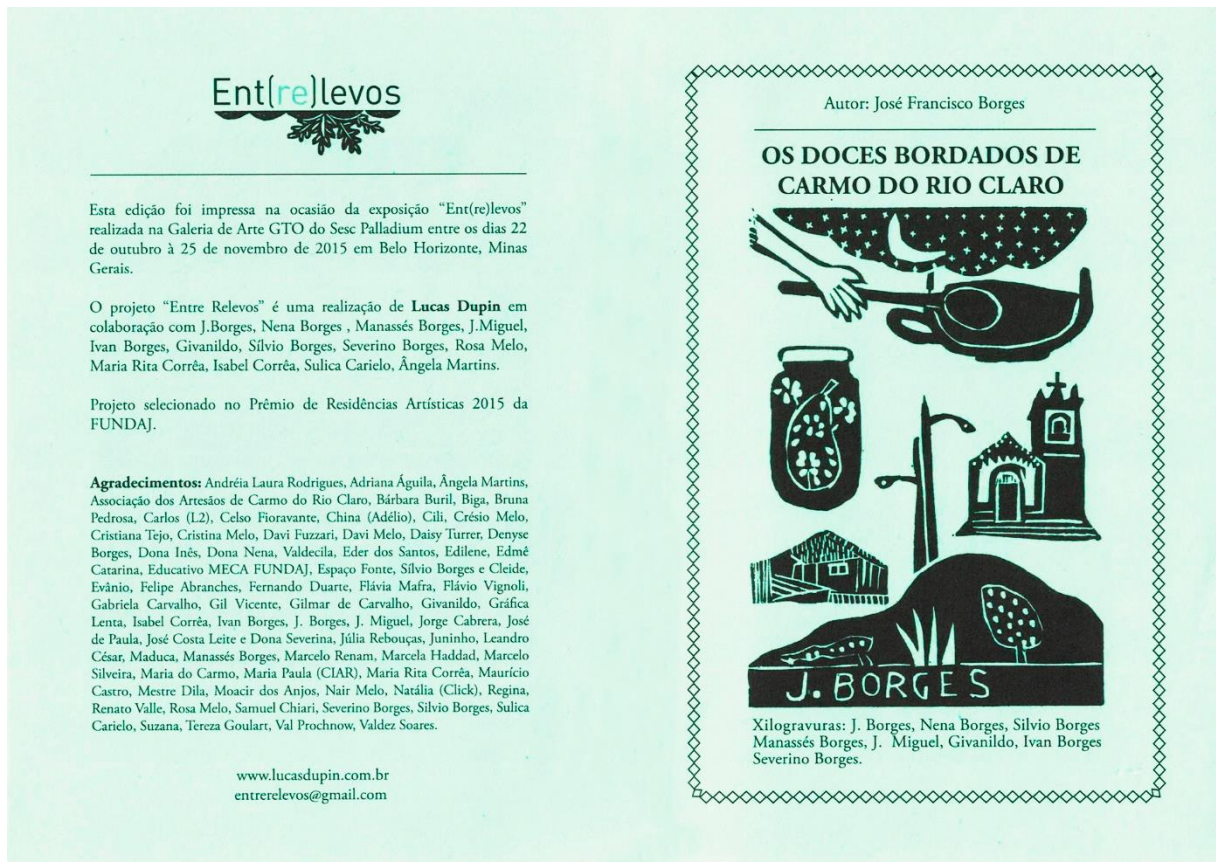 Ent(re)levos
Esta edição foi impressa na ocasião da exposição “Ent(re)levos”
realizada na Galeria de Arte GTO do Sesc Palladium entre os dias 22
de outubro à 25 de novembro de 2015 em Belo Horizonte, Minas
Gerais.
O projeto “Entre Relevos” é uma realização de Lucas Dupin em
colaboração com J.Borges, Nena Borges , Manassés Borges, J.Miguel,
Ivan Borges, Givanildo, Sílvio Borges, Severino Borges, Rosa Melo,
Maria Rita Corrêa, Isabel Corrêa, Sulica Carielo, Ângela Martins.
Projeto selecionado no Prêmio de Residências Artísticas 2015 da
FUNDAJ.
Agradecimentos: Andréia Laura Rodrigues, Adriana Águila, Ângela Martins,
Associação dos Artesãos de Carmo do Rio Claro, Bárbara Buril, Biga, Bruna
Pedrosa, Carlos (L2), Celso Fioravante, China (Adélio), Cili, Crésio Melo,
Cristiana Tejo, Cristina Melo, Davi Fuzzari, Davi Melo, Daisy Turrer, Denyse
Borges, Dona Inês, Dona Nena, Valdecila, Eder dos Santos, Edilene, Edmê
Catarina, Educativo MECA FUNDAJ, Espaço Fonte, Sílvio Borges e Cleide,
Evânio, Felipe Abranches, Fernando Duarte, Flávia Mafra, Flávio Vignoli,
Gabriela Carvalho, Gil Vicente, Gilmar de Carvalho, Givanildo, Gráfica
Lenta, Isabel Corrêa, Ivan Borges, J. Borges, J. Miguel, Jorge Cabrera, José
de Paula, José Costa Leite e Dona Severina, Júlia Rebouças, Juninho, Leandro
César, Maduca, Manassés Borges, Marcelo Renam, Marcela Haddad, Marcelo
Silveira, Maria do Carmo, Maria Paula (CIAR), Maria Rita Corrêa, Maurício
Castro, Mestre Dila, Moacir dos Anjos, Nair Melo, Natália (Click), Regina,
Renato Valle, Rosa Melo, Samuel Chiari, Severino Borges, Silvio Borges, Sulica
Carielo, Suzana, Tereza Goulart, Val Prochnow, Valdez Soares.
www.lucasdupin.com.br
entrerelevos@gmail.com
Autor: José Francisco Borges
OS DOCES BORDADOS DE
CARMO DO RIO CLARO
J. BORGES
Xilogravuras: J. Borges, Nena Borges, Silvio Borges
Manassés Borges, J. Miguel, Givanildo, Ivan Borges
Severino Borges.